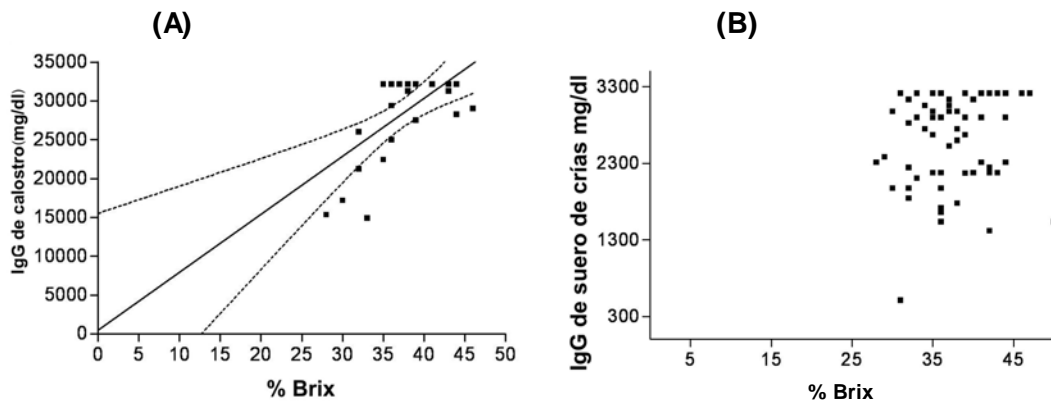 (A)
35000
30000
25000
20000
15000
10000
5000
0
IgG de calostro(mg/dl)
0 5 10 15 20 25 30 35 40 45 50
% Brix
(B)
3300
2300
1300
300
IgG de suero de crías mg/dl
5 15 25 35 45
% Brix